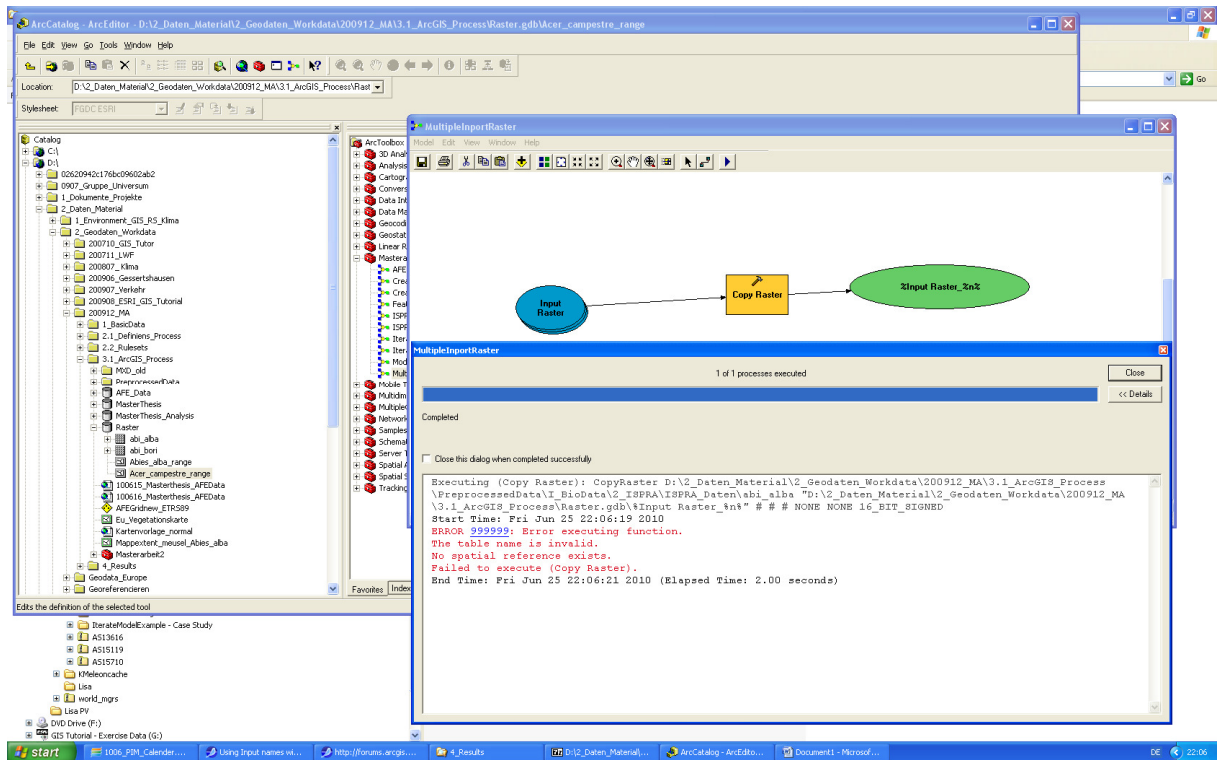 ArcCatalog - ArcEditor - D:\2_Daten_Material\2_Geodaten_Workdata\200912_MA\3.1_ArcGIS_Process\Raster.gdb\Acer_campestre_range
File Edit View Go Tools Window Help
Location: D:\2_Daten_Material\2_Geodaten_Workdata\200912_MA\3.1_ArcGIS_Process\Rast
Go
Stylesheet: FGDC ESRI
Catalog
C:\
D:\
02620942c176bc09602ab2
0907_Gruppe_Universum
1_Dokumente_Projekte
2_Daten_Material
1_Environment_GIS_RS_Klima
2_Geodaten_Workdata
200710_GIS_Tutor
200711_LWF
200807_ Klima
200906_Gessertshausen
200907_Verkehr
200908_ESRI_GIS_Tutorial
200912_MA
1_BasicData
2.1_Definiens_Process
2.2_Rulesets
3.1_ArcGIS_Process
MXD_old
PreprocessedData
AFE_Data
MasterThesis
MasterThesis_Analysis
Raster
abi_alba
abi_bori
Abies_alba_range
Acer_campestre_range
100615_Masterthesis_AFEData
100616_Masterthesis_AFEData
AFEGridnew_ETRS89
Eu_Vegetationskarte
Kartenvorlage_normal
Mappextent_meusel_Abies_alba
Masterarbeit2
4_Results
Geodata_Europe
Georeferencieren
ArcToolbox
3D Anal
Analysis
Cartogr
Convers
Data Int
Data Ma
Geocodi
Geostat
Linear R
Mastera
AFE
Crea
Crea
Feat
ISPR
ISPR
Iter
Iter
Mod
Mult
Mobile T
Multidim
Multiple
Network
Samples
Schemat
Server T
Spatial A
Spatial S
Tracking
Favorites Index
Edits the definition of the selected tool
MultipleInportRaster
Model Edit View Window Help
Input Raster
Copy Raster
%Input Raster_%n%
MultipleInportRaster
1 of 1 processes executed
Close
<< Details
Completed
Close this dialog when completed successfully
Executing (Copy Raster): CopyRaster D:\2_Daten_Material\2_Geodaten_Workdata\200912_MA\3.1_ArcGIS_Process
\PreprocessedData\I_BioData\2_ISPRA\ISPRA_Daten\abi_alba "D:\2_Daten_Material\2_Geodaten_Workdata\200912_MA
\3.1_ArcGIS_Process\Raster.gdb\%Input Raster_%n%" # # # NONE NONE 16_BIT_SIGNED
Start Time: Fri Jun 25 22:06:19 2010
ERROR 999999: Error executing function.
The table name is invalid.
No spatial reference exists.
Failed to execute (Copy Raster).
End Time: Fri Jun 25 22:06:21 2010 (Elapsed Time: 2.00 seconds)
IterateModelExample - Case Study
A513616
A515119
A515710
KMeleoncache
Lisa
world_mgrs
Lisa PV
DVD Drive (F:)
GIS Tutorial - Exercise Data (G:)
start
1006_PIM_Calender....
Using Input names wi...
http://forums.arcgis....
4_Results
D:\2_Daten_Material\...
ArcCatalog - ArcEdito...
Document1 - Microsof...
DE
22:06